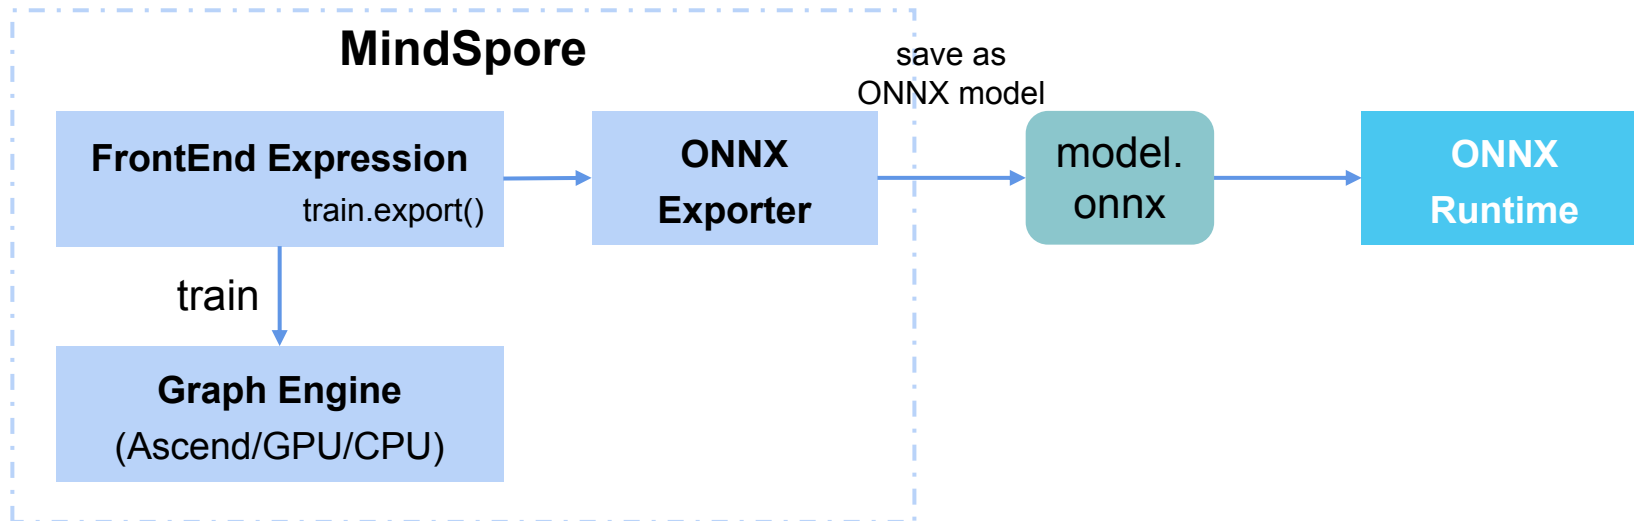 MindSpore
save as
ONNX model
FrontEnd Expression
train.export()
ONNX
Exporter
model.
onnx
ONNX
Runtime
train
Graph Engine
(Ascend/GPU/CPU)